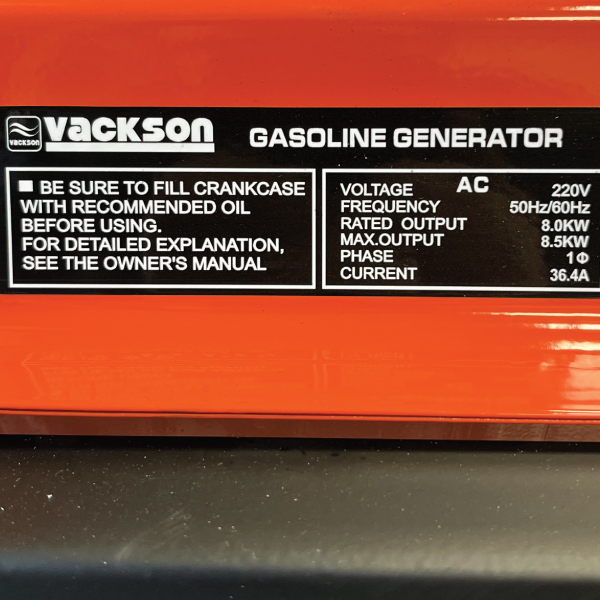 VACKSON
VACKSON GASOLINE GENERATOR
■ BE SURE TO FILL CRANKCASE
WITH RECOMMENDED OIL
BEFORE USING.
FOR DETAILED EXPLANATION,
SEE THE OWNER'S MANUAL
AC
VOLTAGE 220V
FREQUENCY 50Hz/60Hz
RATED OUTPUT 8.0KW
MAX.OUTPUT 8.5KW
PHASE 1Φ
CURRENT 36.4A